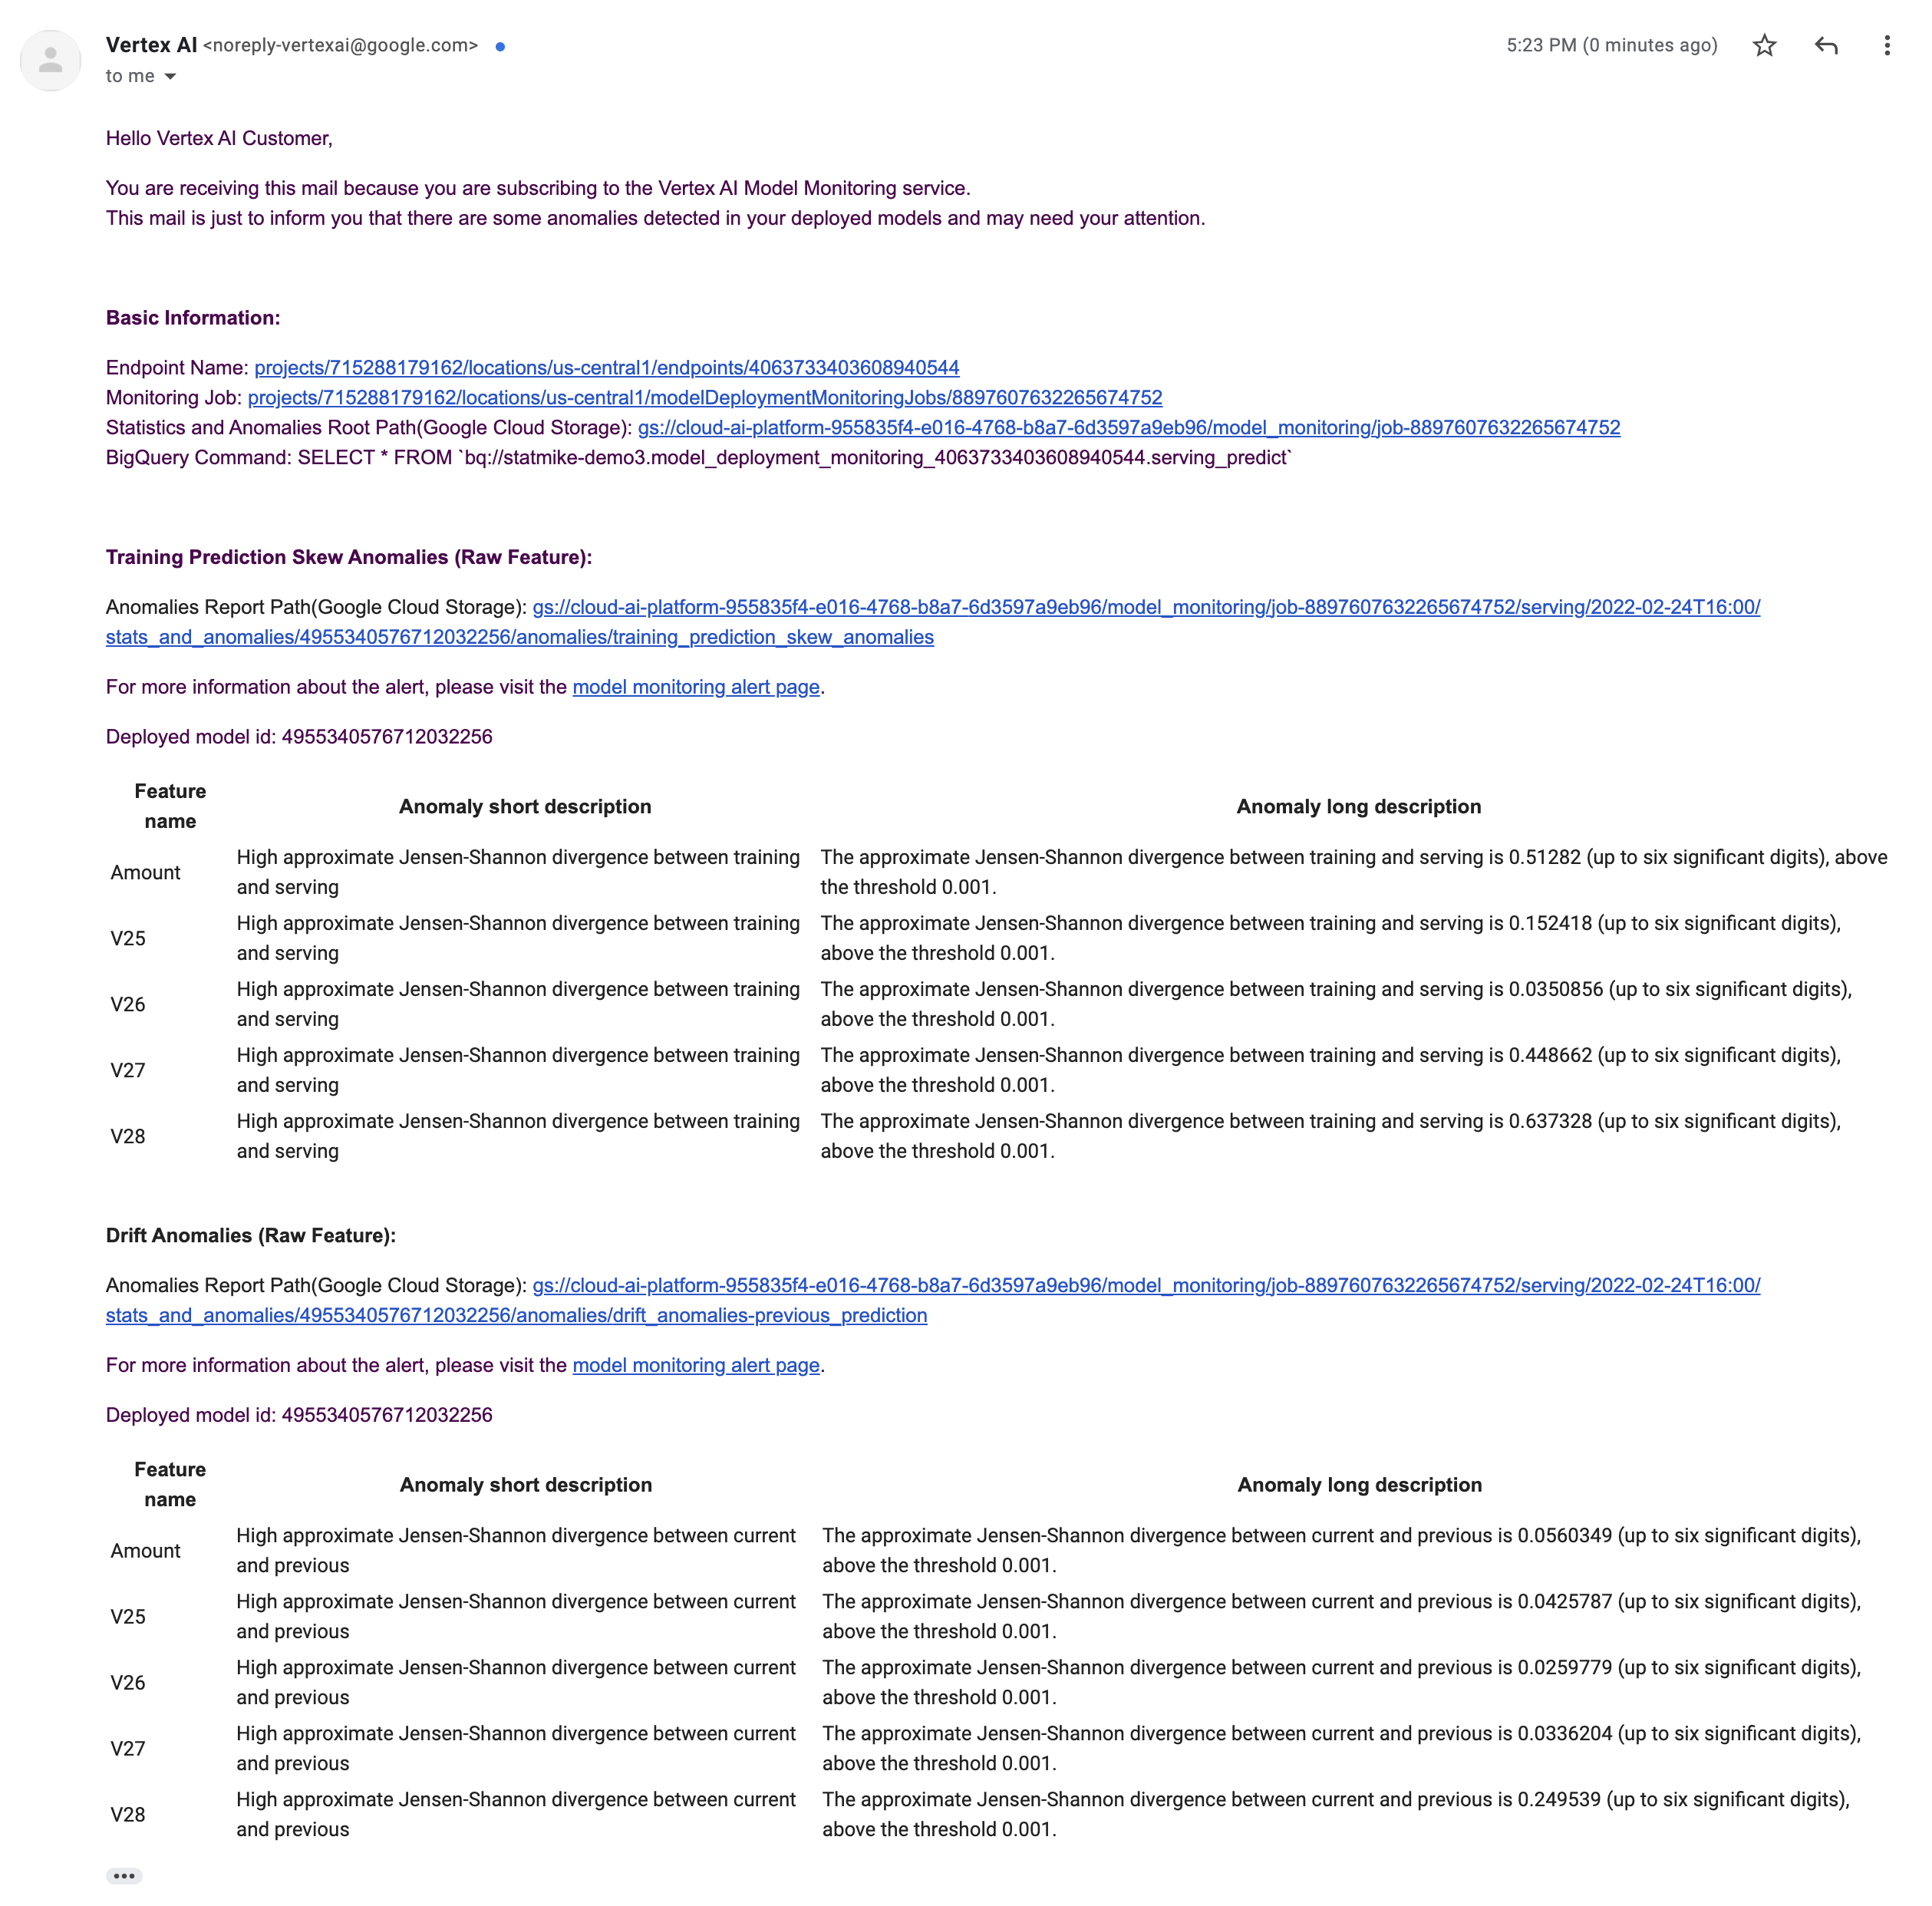 Vertex AI <noreply-vertexai@google.com>
5:23 PM (0 minutes ago)
to me
Hello Vertex AI Customer,
You are receiving this mail because you are subscribing to the Vertex AI Model Monitoring service.
This mail is just to inform you that there are some anomalies detected in your deployed models and may need your attention.
Basic Information:
Endpoint Name: projects/715288179162/locations/us-central1/endpoints/4063733403608940544
Monitoring Job: projects/715288179162/locations/us-central1/modelDeploymentMonitoringJobs/8897607632265674752
Statistics and Anomalies Root Path(Google Cloud Storage): gs://cloud-ai-platform-955835f4-e016-4768-b8a7-6d3597a9eb96/model_monitoring/job-8897607632265674752
BigQuery Command: SELECT * FROM `bq://statmike-demo3.model_deployment_monitoring_4063733403608940544.serving_predict`
Training Prediction Skew Anomalies (Raw Feature):
Anomalies Report Path(Google Cloud Storage): gs://cloud-ai-platform-955835f4-e016-4768-b8a7-6d3597a9eb96/model_monitoring/job-8897607632265674752/serving/2022-02-24T16:00/
stats_and_anomalies/4955340576712032256/anomalies/training_prediction_skew_anomalies
For more information about the alert, please visit the model monitoring alert page.
Deployed model id: 4955340576712032256
Feature
name
Anomaly short description
Anomaly long description
Amount
High approximate Jensen-Shannon divergence between training
and serving
The approximate Jensen-Shannon divergence between training and serving is 0.51282 (up to six significant digits), above
the threshold 0.001.
V25
High approximate Jensen-Shannon divergence between training
and serving
The approximate Jensen-Shannon divergence between training and serving is 0.152418 (up to six significant digits),
above the threshold 0.001.
V26
High approximate Jensen-Shannon divergence between training
and serving
The approximate Jensen-Shannon divergence between training and serving is 0.0350856 (up to six significant digits),
above the threshold 0.001.
V27
High approximate Jensen-Shannon divergence between training
and serving
The approximate Jensen-Shannon divergence between training and serving is 0.448662 (up to six significant digits),
above the threshold 0.001.
V28
High approximate Jensen-Shannon divergence between training
and serving
The approximate Jensen-Shannon divergence between training and serving is 0.637328 (up to six significant digits),
above the threshold 0.001.
Drift Anomalies (Raw Feature):
Anomalies Report Path(Google Cloud Storage): gs://cloud-ai-platform-955835f4-e016-4768-b8a7-6d3597a9eb96/model_monitoring/job-8897607632265674752/serving/2022-02-24T16:00/
stats_and_anomalies/4955340576712032256/anomalies/drift_anomalies-previous_prediction
For more information about the alert, please visit the model monitoring alert page.
Deployed model id: 4955340576712032256
Feature
name
Anomaly short description
Anomaly long description
Amount
High approximate Jensen-Shannon divergence between current
and previous
The approximate Jensen-Shannon divergence between current and previous is 0.0560349 (up to six significant digits),
above the threshold 0.001.
V25
High approximate Jensen-Shannon divergence between current
and previous
The approximate Jensen-Shannon divergence between current and previous is 0.0425787 (up to six significant digits),
above the threshold 0.001.
V26
High approximate Jensen-Shannon divergence between current
and previous
The approximate Jensen-Shannon divergence between current and previous is 0.0259779 (up to six significant digits),
above the threshold 0.001.
V27
High approximate Jensen-Shannon divergence between current
and previous
The approximate Jensen-Shannon divergence between current and previous is 0.0336204 (up to six significant digits),
above the threshold 0.001.
V28
High approximate Jensen-Shannon divergence between current
and previous
The approximate Jensen-Shannon divergence between current and previous is 0.249539 (up to six significant digits),
above the threshold 0.001.